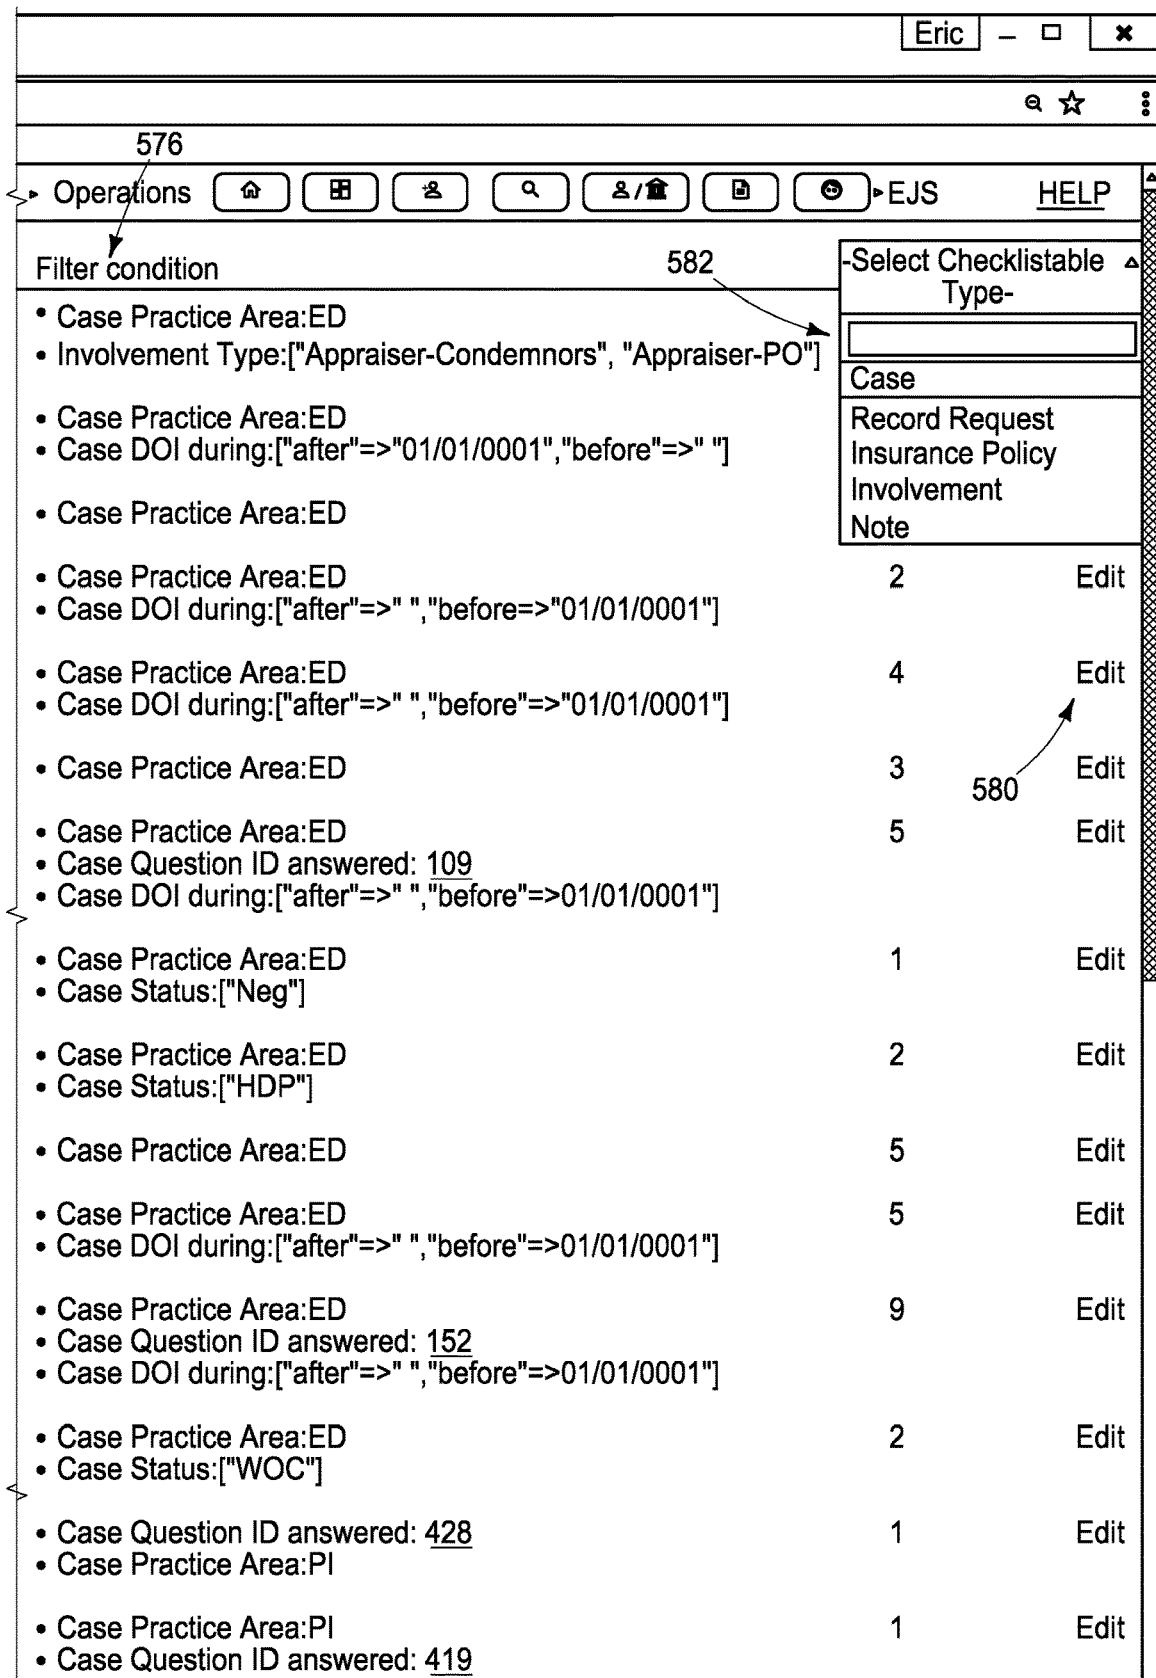 Eric
576
Operations
EJS
HELP
Filter condition
582
-Select Checklistable
Type-
• Case Practice Area:ED
• Involvement Type:["Appraiser-Condemnors", "Appraiser-PO"]
Case
• Case Practice Area:ED
Record Request
• Case DOI during:["after"=>"01/01/0001","before"=>" "]
Insurance Policy
Involvement
• Case Practice Area:ED
Note
• Case Practice Area:ED 2 Edit
• Case DOI during:["after"=>" ","before=>"01/01/0001"]
• Case Practice Area:ED 4 Edit
• Case DOI during:["after"=>" ","before"=>"01/01/0001"]
• Case Practice Area:ED 3 Edit
580
• Case Practice Area:ED 5 Edit
• Case Question ID answered: 109
• Case DOI during:["after"=>" ","before"=>01/01/0001"]
• Case Practice Area:ED 1 Edit
• Case Status:["Neg"]
• Case Practice Area:ED 2 Edit
• Case Status:["HDP"]
• Case Practice Area:ED 5 Edit
• Case Practice Area:ED 5 Edit
• Case DOI during:["after"=>" ","before"=>01/01/0001"]
• Case Practice Area:ED 9 Edit
• Case Question ID answered: 152
• Case DOI during:["after"=>" ","before"=>01/01/0001"]
• Case Practice Area:ED 2 Edit
• Case Status:["WOC"]
• Case Question ID answered: 428 1 Edit
• Case Practice Area:PI
• Case Practice Area:PI 1 Edit
• Case Question ID answered: 419